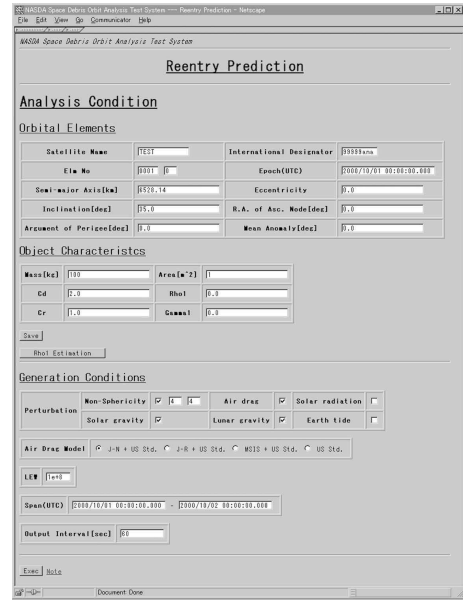 NASDA Space Debris Orbit Analysis Test System --- Reentry Prediction - Netscape
File Edit View Go Communicator Help
NASDA Space Debris Orbit Analysis Test System
Reentry Prediction
Analysis Condition
Orbital Elements
Satellite Name TEST International Designator 99999ana
Elm No 0001 0 Epoch(UTC) 2000/10/01 00:00:00.000
Semi-major Axis[km] 6528.14 Eccentricity 0.0
Inclination[deg] 35.0 R.A. of Asc. Node[deg] 0.0
Argument of Perigee[deg] 0.0 Mean Anomaly[deg] 0.0
Object Characteristcs
Mass[kg] 100 Area[m^2] 1
Cd 2.0 Rho1 0.0
Cr 1.0 Gamma1 0.0
Save
Rho1 Estimation
Generation Conditions
Perturbation Non-Sphericity 4 4 Air drag Solar radiation
Solar gravity Lunar gravity Earth tide
Air Drag Model J-N + US Std. J-R + US Std. MSIS + US Std. US Std.
LEW 1e+8
Span(UTC) 2000/10/01 00:00:00.000 - 2000/10/02 00:00:00.000
Output Interval[sec] 60
Exec Note
Document Done